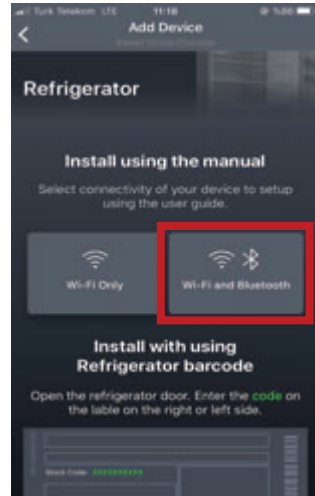 Turk Telekom LTE 11:18
Add Device
Refrigerator
Install using the manual
Select connectivity of your device to setup
using the user guide.
Wi-Fi Only
Wi-Fi and Bluetooth
Install with using
Refrigerator barcode
Open the refrigerator door. Enter the code on
the lable on the right or left side.
Stock Code: